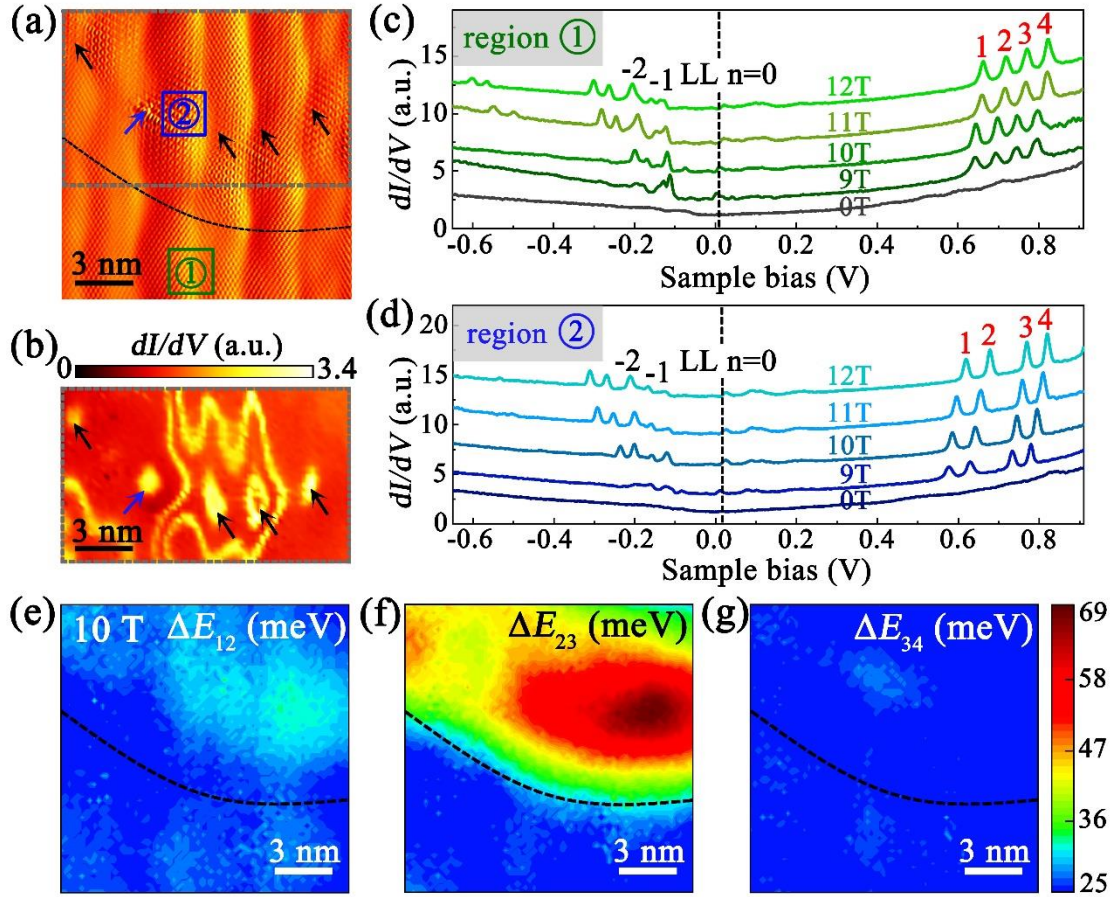 (a)
②
①
3 nm
(b)
dI/dV (a.u.)
0
3.4
3 nm
(c)
region ①
dI/dV (a.u.)
15
10
5
0
-2
-1
LL n=0
1
2
3
4
12T
11T
10T
9T
0T
-0.6 -0.4 -0.2 0.0 0.2 0.4 0.6 0.8
Sample bias (V)
(d)
region ②
dI/dV (a.u.)
20
15
10
5
0
-2
-1
LL n=0
1
2
3
4
12T
11T
10T
9T
0T
-0.6 -0.4 -0.2 0.0 0.2 0.4 0.6 0.8
Sample bias (V)
(e)
10 T ΔE₁₂ (meV)
3 nm
(f)
ΔE₂₃ (meV)
3 nm
(g)
ΔE₃₄ (meV)
3 nm
69
58
47
36
25